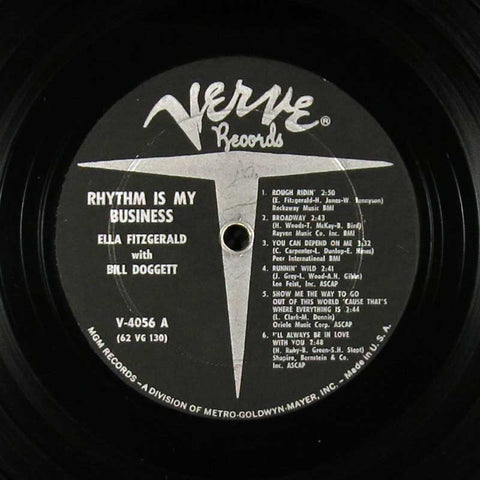 Verve®
Records
RHYTHM IS MY
BUSINESS
ELLA FITZGERALD
with
BILL DOGGETT
V-4056 A
(62 VG 130)
1. ROUGH RIDIN' 2:50
(E. Fitzgerald-H. Jones-W. Tennyson)
Rockaway Music BMI
2. BROADWAY 2:43
(H. Woods-T. McKay-B. Bird)
Rayven Music Co. Inc. BMI
3. YOU CAN DEPEND ON ME 3:32
(C. Carpenter-L. Dunlop-E. Hines)
Peer International BMI
4. RUNNIN' WILD 2:41
(J. Grey-L. Wood-A.H. Gibbs)
Leo Feist, Inc. ASCAP
5. SHOW ME THE WAY TO GO
OUT OF THIS WORLD 'CAUSE THAT'S
WHERE EVERYTHING IS 2:44
(L. Clark-M. Dennis)
Oriole Music Corp. ASCAP
6. I'LL ALWAYS BE IN LOVE
WITH YOU 2:48
(H. Ruby-B. Green-S.H. Stept)
Shapiro, Bernstein & Co.
Inc. ASCAP
MGM RECORDS – A DIVISION OF METRO-GOLDWYN-MAYER, INC. – Made in U.S.A.